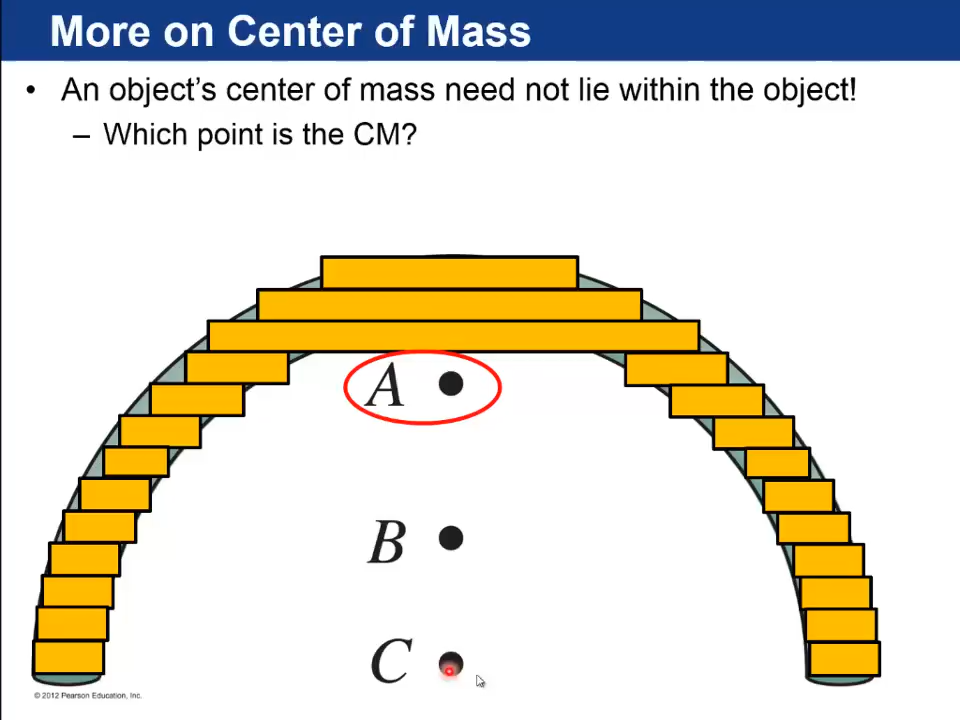 More on Center of Mass
• An object's center of mass need not lie within the object!
– Which point is the CM?
A
B
C
© 2012 Pearson Education, Inc.